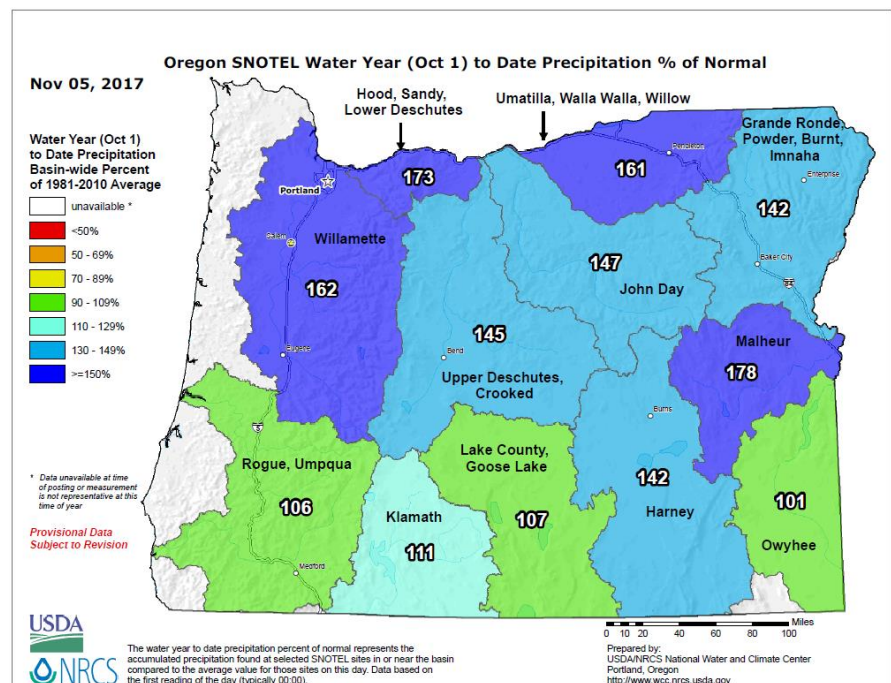 Oregon SNOTEL Water Year (Oct 1) to Date Precipitation % of Normal
Nov 05, 2017
Hood, Sandy,
Lower Deschutes
Umatilla, Walla Walla, Willow
Water Year (Oct 1)
to Date Precipitation
Basin-wide Percent
of 1981-2010 Average
unavailable *
<50%
50 - 69%
70 - 89%
90 - 109%
110 - 129%
130 - 149%
>=150%
* Data unavailable at time
of posting or measurement
is not representative at this
time of year
Provisional Data
Subject to Revision
Portland
173
161
Pendleton
Grande Ronde,
Powder, Burnt,
Imnaha
Enterprise
142
Salem
Willamette
162
147
John Day
Baker City
84
Eugene
145
Bend
Upper Deschutes,
Crooked
Malheur
178
Burns
5
Rogue, Umpqua
106
Medford
Klamath
111
Lake County,
Goose Lake
107
142
Harney
101
Owyhee
Miles
0 10 20 40 60 80 100
USDA
NRCS
The water year to date precipitation percent of normal represents the
accumulated precipitation found at selected SNOTEL sites in or near the basin
compared to the average value for those sites on this day. Data based on
the first reading of the day (typically 00:00).
Prepared by:
USDA/NRCS National Water and Climate Center
Portland, Oregon
http://www.wcc.nrcs.usda.gov